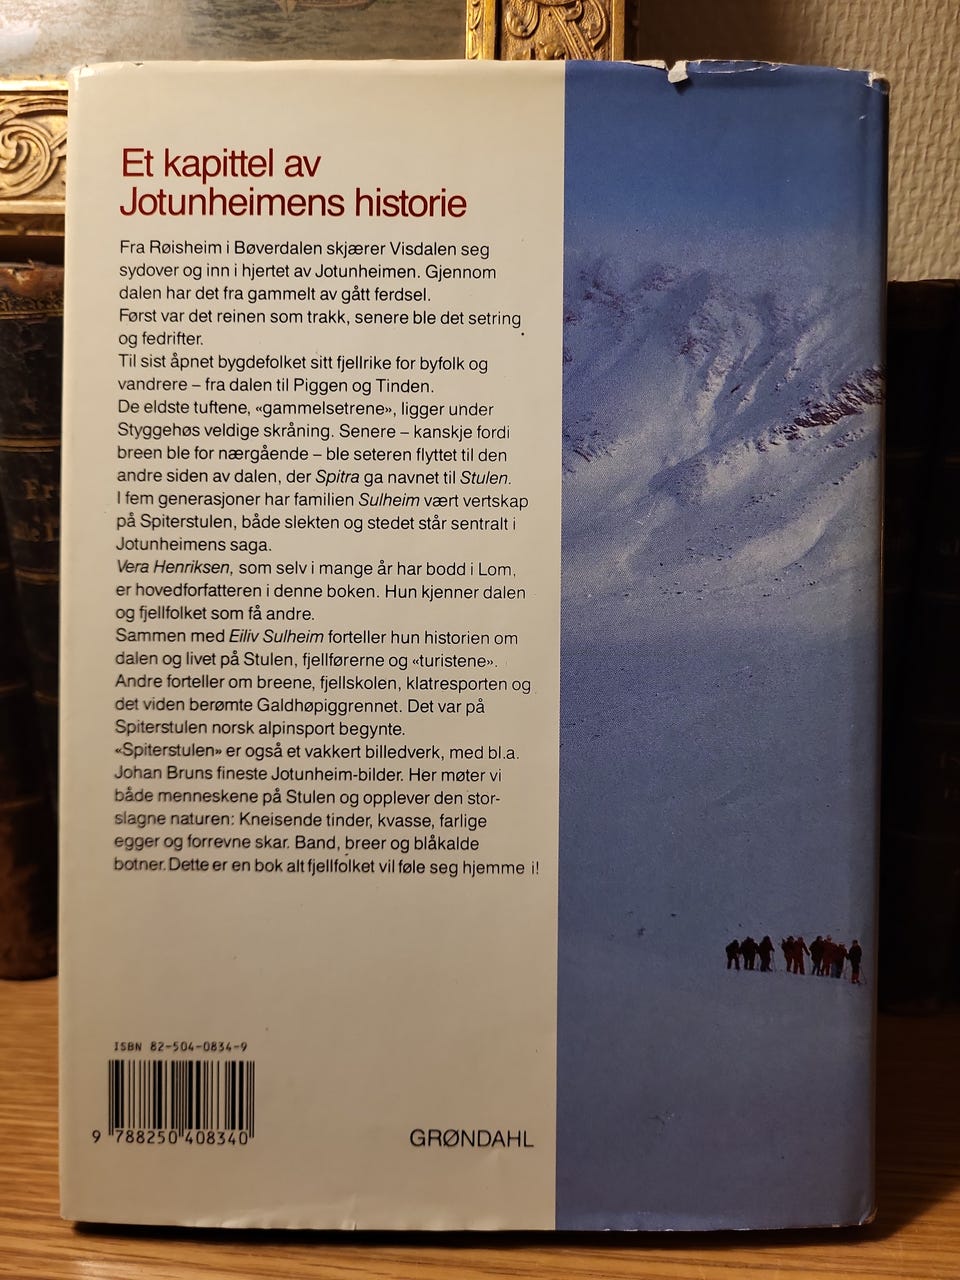 Et kapittel av
Jotunheimens historie
Fra Røisheim i Bøverdalen skjærer Visdalen seg
sydover og inn i hjertet av Jotunheimen. Gjennom
dalen har det fra gammelt av gått ferdsel.
Først var det reinen som trakk, senere ble det setring
og fedrifter.
Til sist åpnet bygdefolket sitt fjellrike for byfolk og
vandrere – fra dalen til Piggen og Tinden.
De eldste tuftene, «gammelsetrene», ligger under
Styggehøs veldige skråning. Senere – kanskje fordi
breen ble for nærgående – ble seteren flyttet til den
andre siden av dalen, der Spitra ga navnet til Stulen.
I fem generasjoner har familien Sulheim vært vertskap
på Spiterstulen, både slekten og stedet står sentralt i
Jotunheimens saga.
Vera Henriksen, som selv i mange år har bodd i Lom,
er hovedforfatteren i denne boken. Hun kjenner dalen
og fjellfolket som få andre.
Sammen med Eiliv Sulheim forteller hun historien om
dalen og livet på Stulen, fjellførerne og «turistene».
Andre forteller om breene, fjellskolen, klatresporten og
det viden berømte Galdhøpiggrennet. Det var på
Spiterstulen norsk alpinsport begynte.
«Spiterstulen» er også et vakkert billedverk, med bl.a.
Johan Bruns fineste Jotunheim-bilder. Her møter vi
både menneskene på Stulen og opplever den stor-
slagne naturen: Kneisende tinder, kvasse, farlige
egger og forrevne skar. Band, breer og blåkalde
botner. Dette er en bok alt fjellfolket vil føle seg hjemme i!
ISBN 82-504-0834-9
9 788250 408340
GRØNDAHL